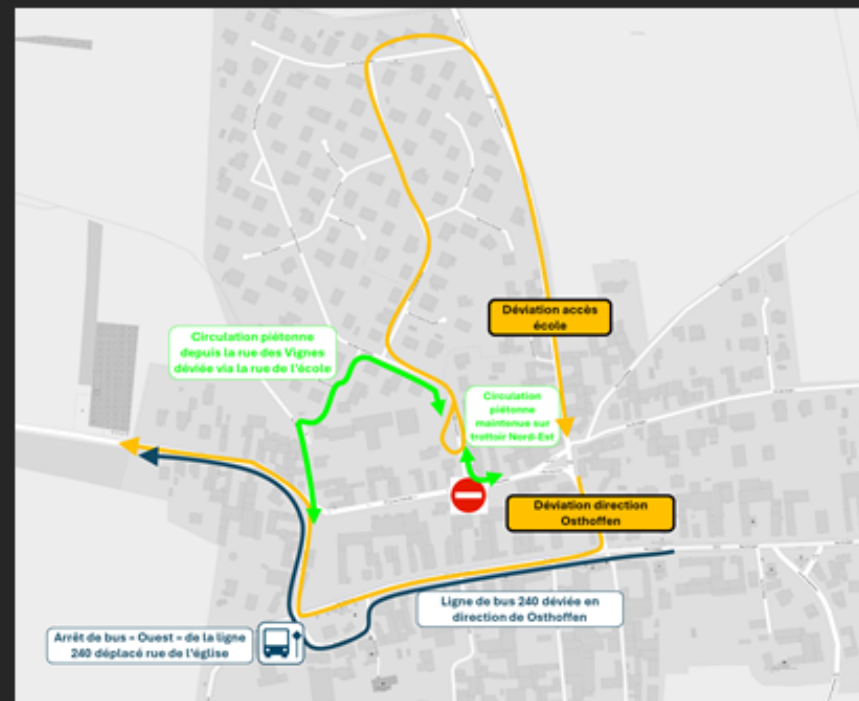 Déviation accès
école
Circulation piétonne
depuis la rue des Vignes
déviée via la rue de l'école
Circulation
piétonne
maintenue sur
trottoir Nord-Est
Déviation direction
Osthoffen
Ligne de bus 240 déviée en
direction de Osthoffen
Arrêt de bus « Ouest » de la ligne
240 déplacé rue de l'église